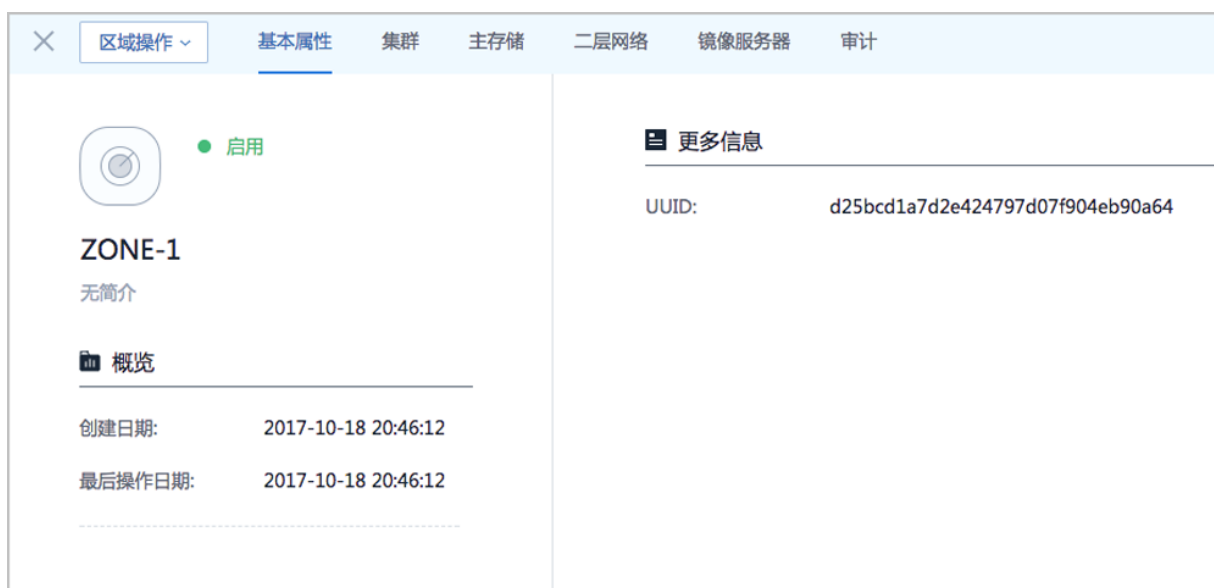 区域操作 基本属性 集群 主存储 二层网络 镜像服务器 审计
启用
ZONE-1
无简介
概览
创建日期: 2017-10-18 20:46:12
最后操作日期: 2017-10-18 20:46:12
更多信息
UUID: d25bcd1a7d2e424797d07f904eb90a64